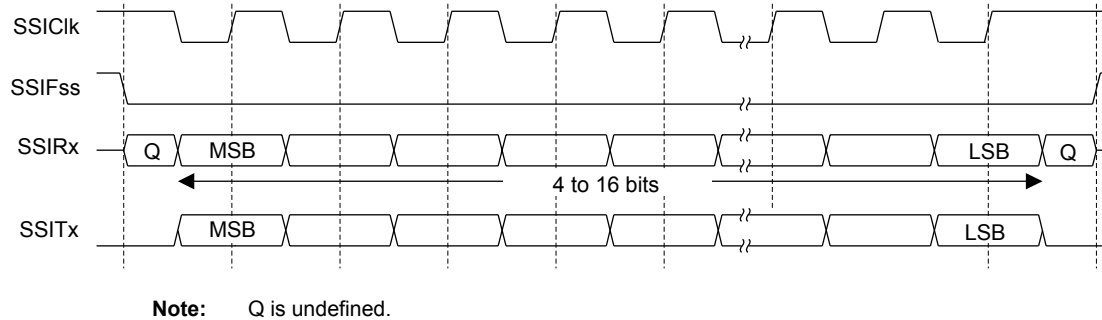 SSIClk
SSIFss
SSIRx Q MSB LSB Q
4 to 16 bits
SSITx MSB LSB
Note: Q is undefined.